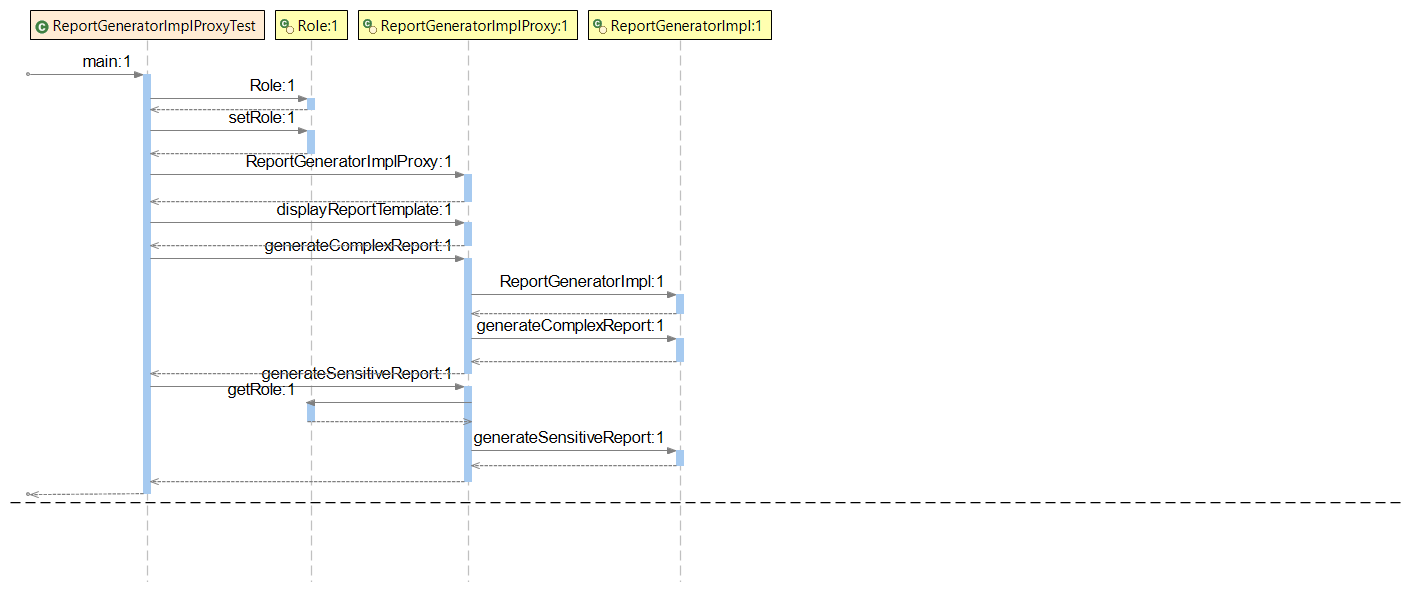 ReportGeneratorImplProxyTest
Role:1
ReportGeneratorImplProxy:1
ReportGeneratorImpl:1
main:1
Role:1
setRole:1
ReportGeneratorImplProxy:1
displayReportTemplate:1
generateComplexReport:1
ReportGeneratorImpl:1
generateComplexReport:1
generateSensitiveReport:1
getRole:1
generateSensitiveReport:1